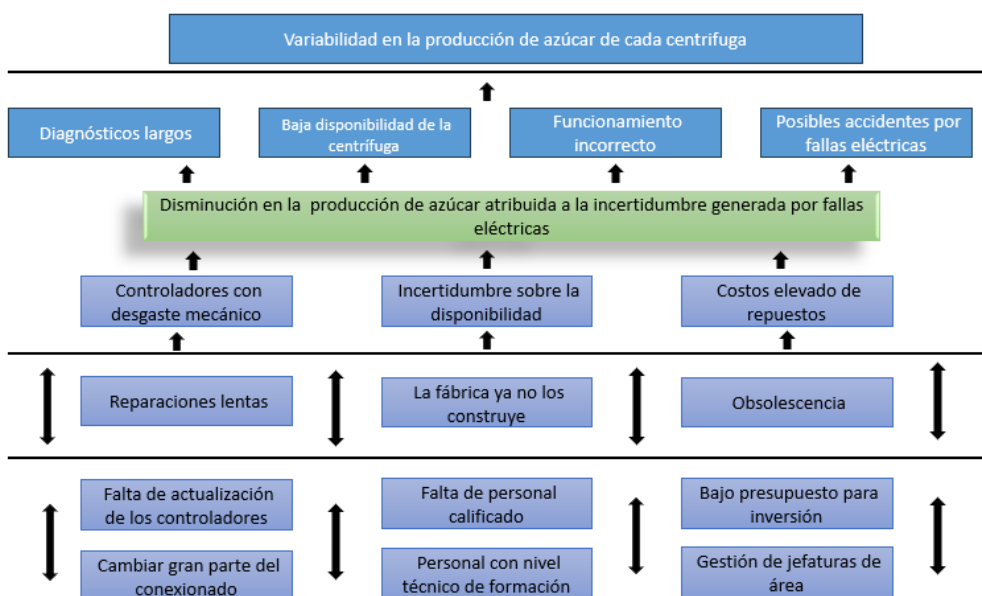 Variabilidad en la producción de azúcar de cada centrifuga
Diagnósticos largos
Baja disponibilidad de la
centrífuga
Funcionamiento
incorrecto
Posibles accidentes por
fallas eléctricas
Disminución en la producción de azúcar atribuida a la incertidumbre generada por fallas
eléctricas
Controladores con
desgaste mecánico
Incertidumbre sobre la
disponibilidad
Costos elevado de
repuestos
Reparaciones lentas
La fábrica ya no los
construye
Obsolescencia
Falta de actualización
de los controladores
Falta de personal
calificado
Bajo presupuesto para
inversión
Cambiar gran parte del
conexionado
Personal con nivel
técnico de formación
Gestión de jefaturas de
área